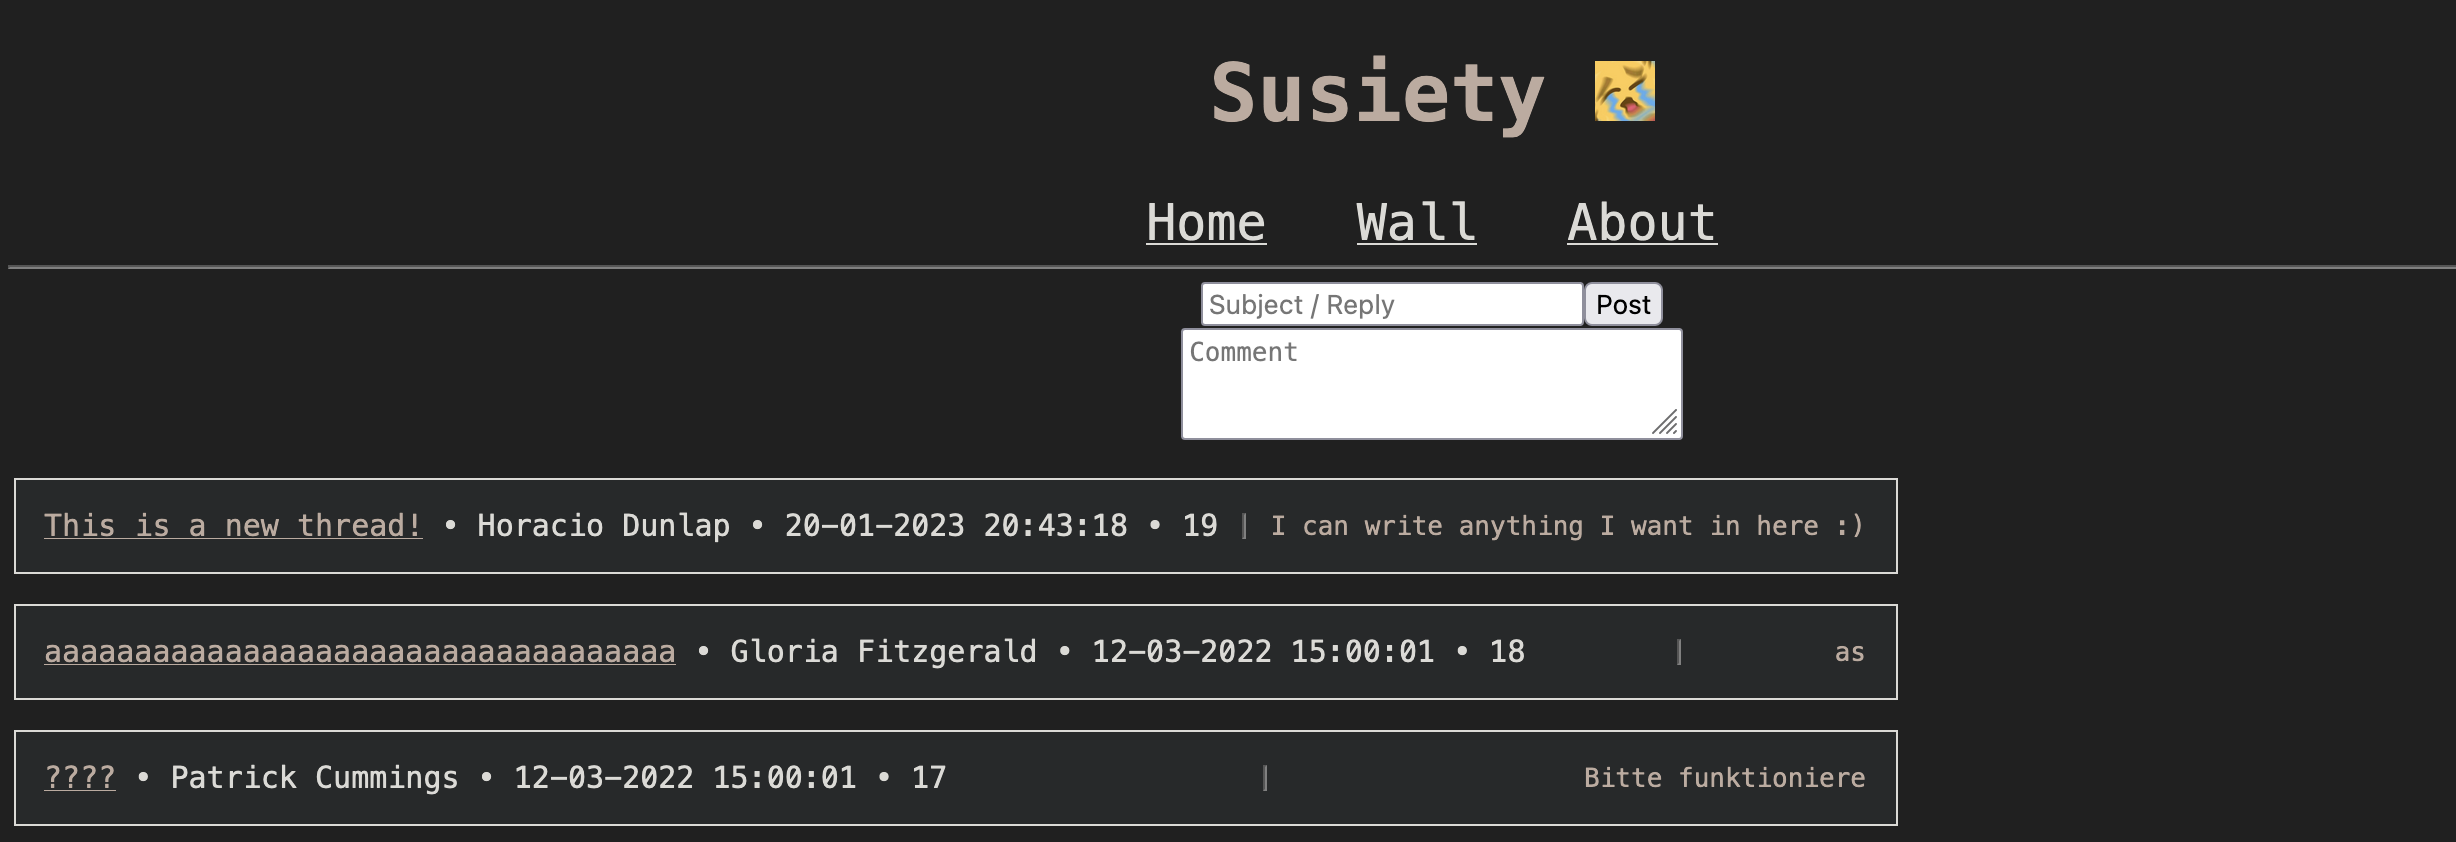 Susiety
Home Wall About
Subject / Reply Post
Comment
This is a new thread! • Horacio Dunlap • 20-01-2023 20:43:18 • 19 | I can write anything I want in here :)
aaaaaaaaaaaaaaaaaaaaaaaaaaaaaaaaaaa • Gloria Fitzgerald • 12-03-2022 15:00:01 • 18 | as
???? • Patrick Cummings • 12-03-2022 15:00:01 • 17 | Bitte funktioniere